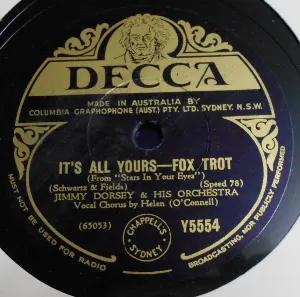 DECCA
MADE IN AUSTRALIA BY
COLUMBIA GRAPHOPHONE (AUST.) PTY. LTD. SYDNEY, N.S.W.
IT'S ALL YOURS—FOX TROT
(From "Stars In Your Eyes")
(Schwartz & Fields) (Speed 78)
JIMMY DORSEY & HIS ORCHESTRA
Vocal Chorus by Helen (O'Connell)
(65053)
CHAPPELL'S
SYDNEY
Y5554
MUST NOT BE USED FOR RADIO
BROADCASTING, NOR PUBLICLY PERFORMED